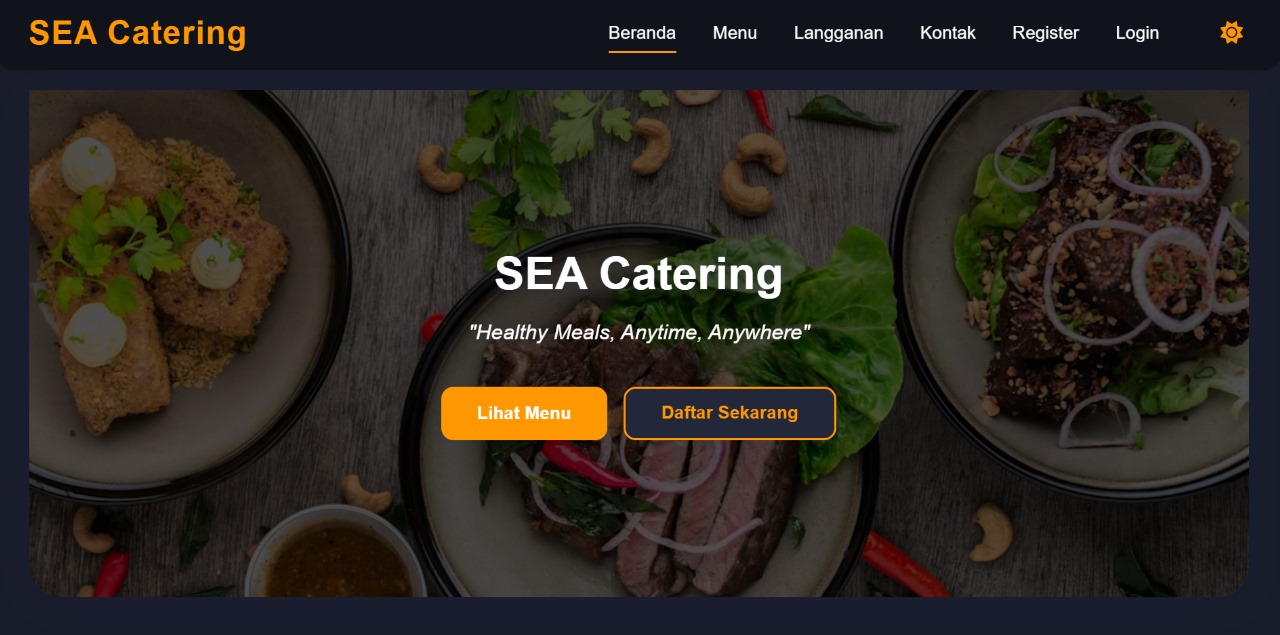 SEA Catering
Beranda Menu Langganan Kontak Register Login
SEA Catering
"Healthy Meals, Anytime, Anywhere"
Lihat Menu Daftar Sekarang